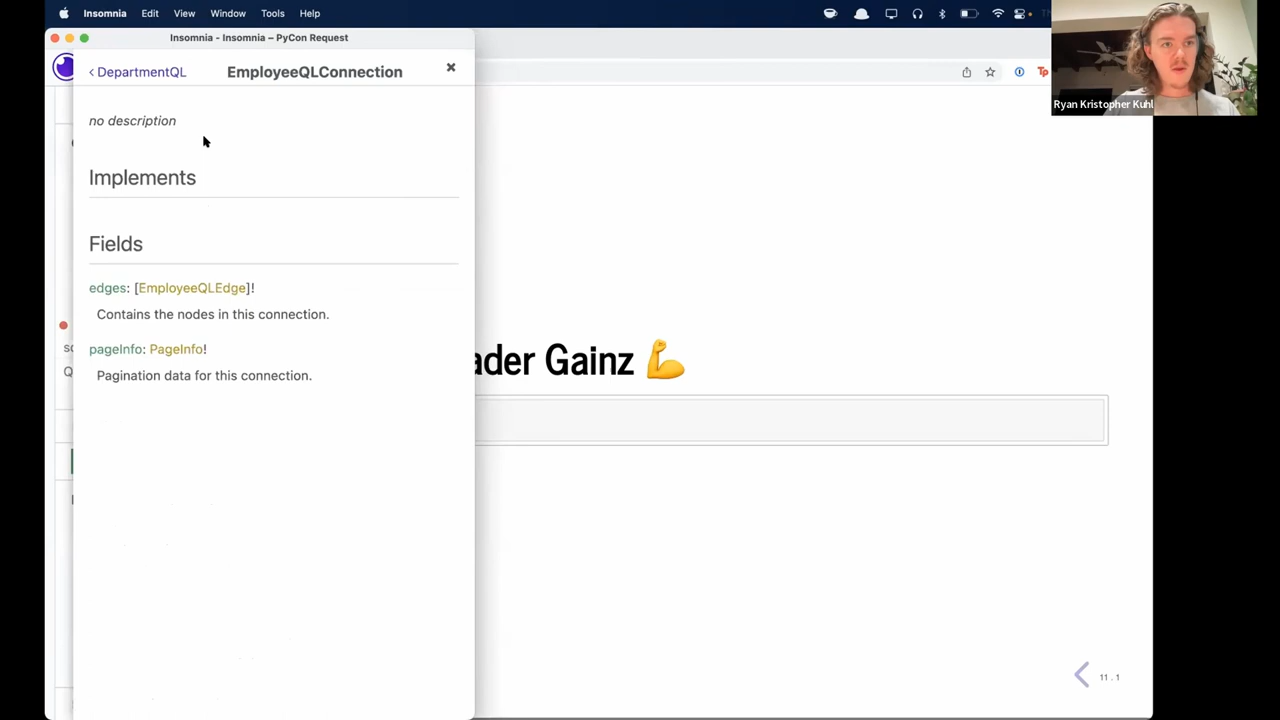 Insomnia Edit View Window Tools Help
Insomnia - Insomnia – PyCon Request
< DepartmentQL EmployeeQLConnection
Ryan Kristopher Kuhl
no description
Implements
Fields
edges: [EmployeeQLEdge]!
Contains the nodes in this connection.
pageInfo: PageInfo!
Pagination data for this connection.
ader Gainz 💪
11.1